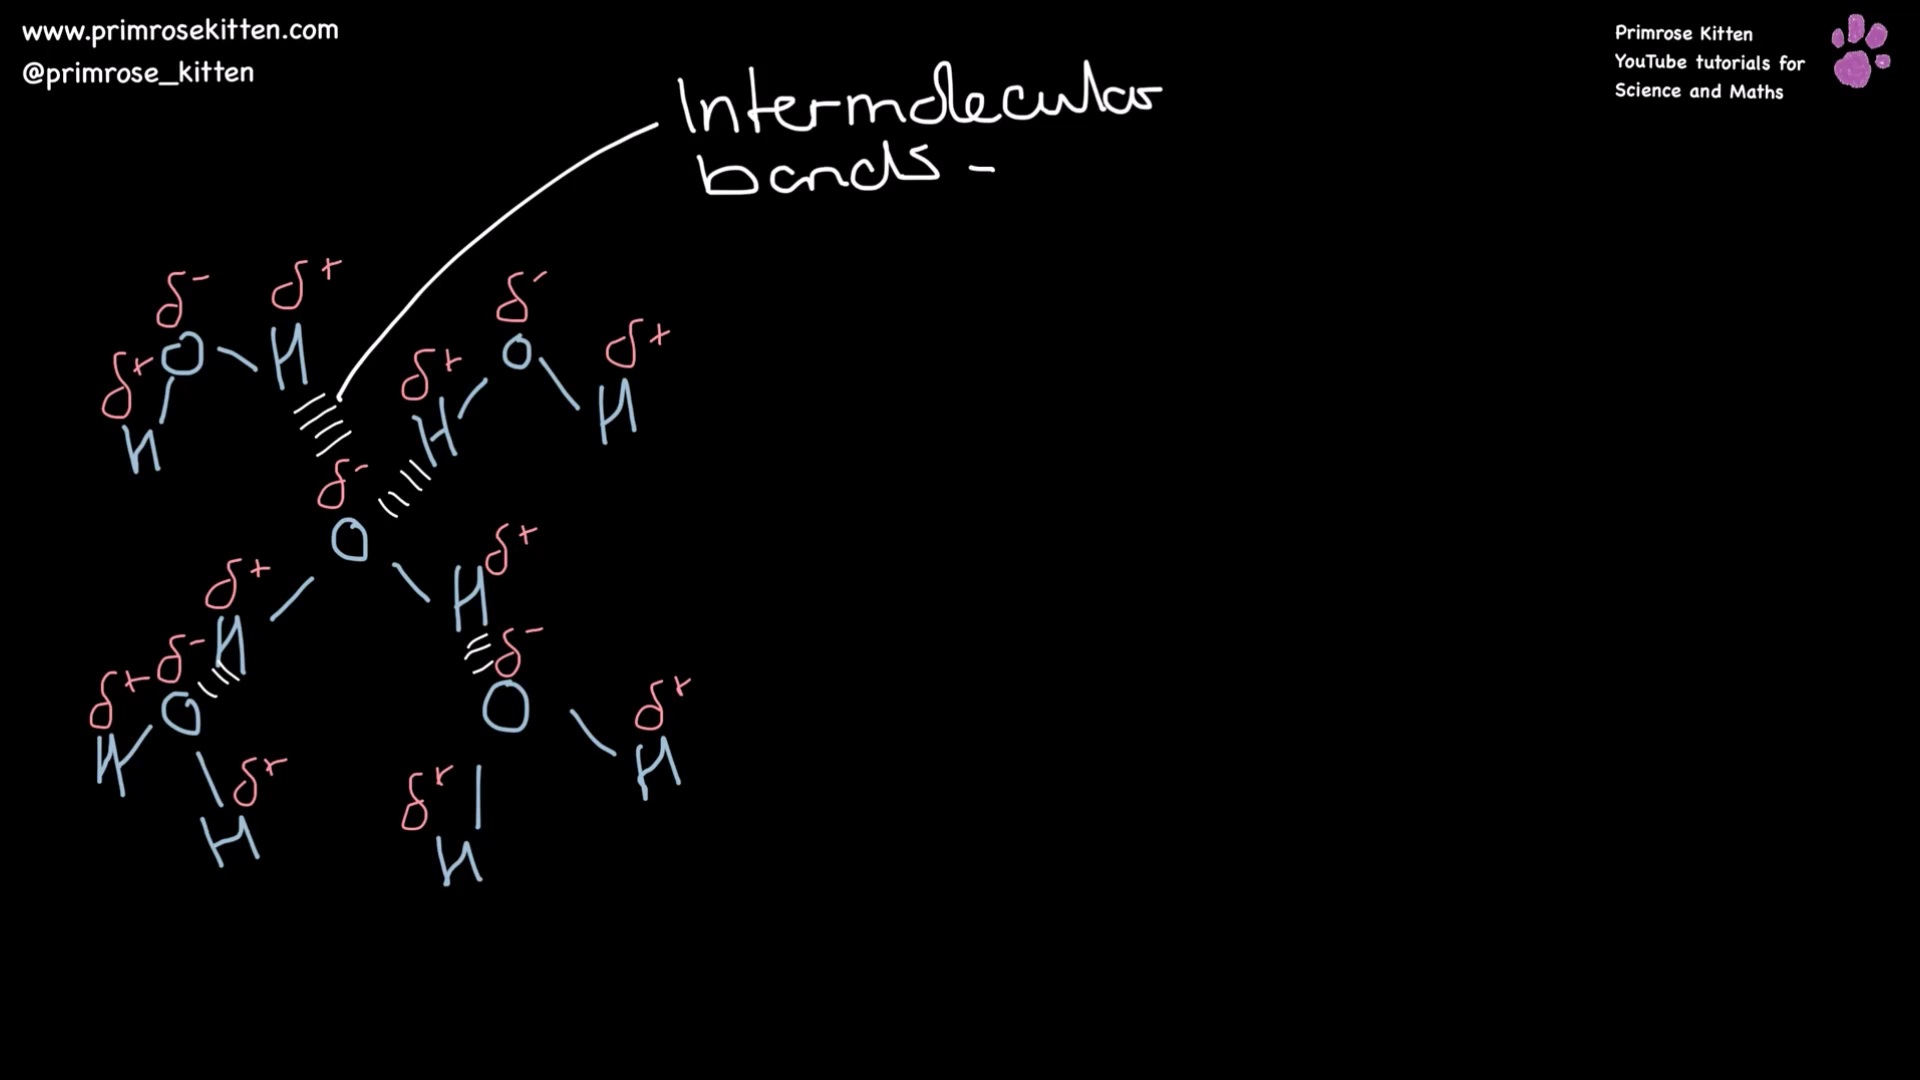 www.primrosekitten.com
@primrose_kitten
Primrose Kitten
YouTube tutorials for
Science and Maths
Intermolecular
bonds -
δ- δ+ δ-
δ+ O H δ+ O δ+
H H H
δ-
O
δ+ H δ+
δ- H δ-
δ+ O O δ+
H δ+ δ+ H
H H